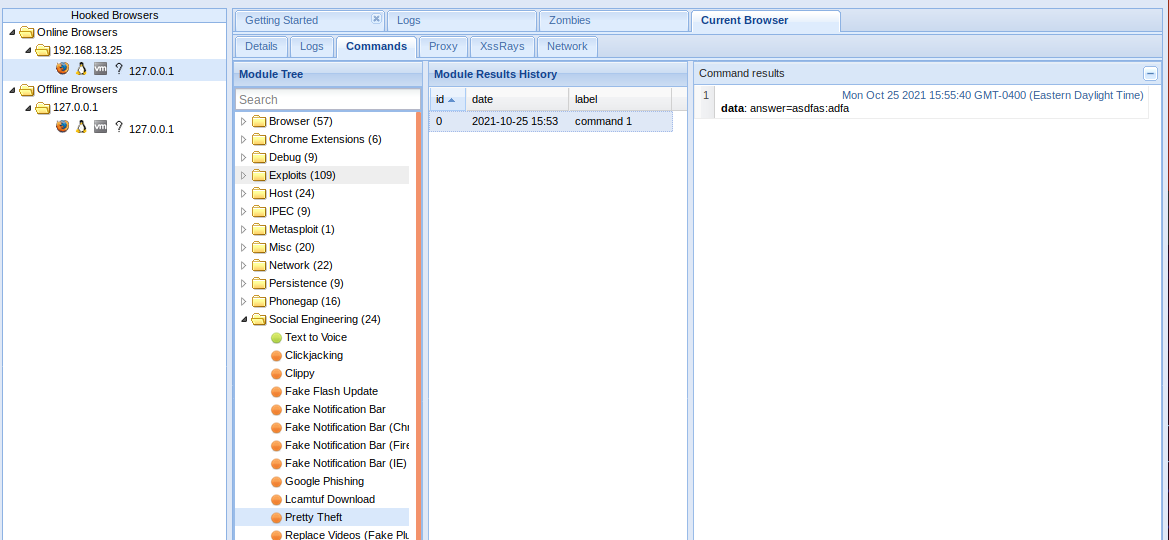 Hooked Browsers
Online Browsers
192.168.13.25
127.0.0.1
Offline Browsers
127.0.0.1
127.0.0.1
Getting Started
Logs
Zombies
Current Browser
Details
Logs
Commands
Proxy
XssRays
Network
Module Tree
Search
Browser (57)
Chrome Extensions (6)
Debug (9)
Exploits (109)
Host (24)
IPEC (9)
Metasploit (1)
Misc (20)
Network (22)
Persistence (9)
Phonegap (16)
Social Engineering (24)
Text to Voice
Clickjacking
Clippy
Fake Flash Update
Fake Notification Bar
Fake Notification Bar (Chr
Fake Notification Bar (Fire
Fake Notification Bar (IE)
Google Phishing
Lcamtuf Download
Pretty Theft
Replace Videos (Fake Plu
Module Results History
id date label
0 2021-10-25 15:53 command 1
Command results
1 Mon Oct 25 2021 15:55:40 GMT-0400 (Eastern Daylight Time)
data: answer=asdfas:adfa